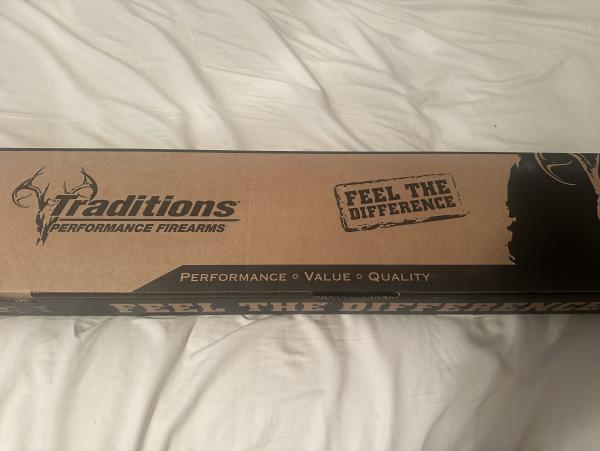 Traditions
PERFORMANCE FIREARMS
FEEL THE
DIFFERENCE
PERFORMANCE ° VALUE ° QUALITY
FEEL THE DIFFERENCE